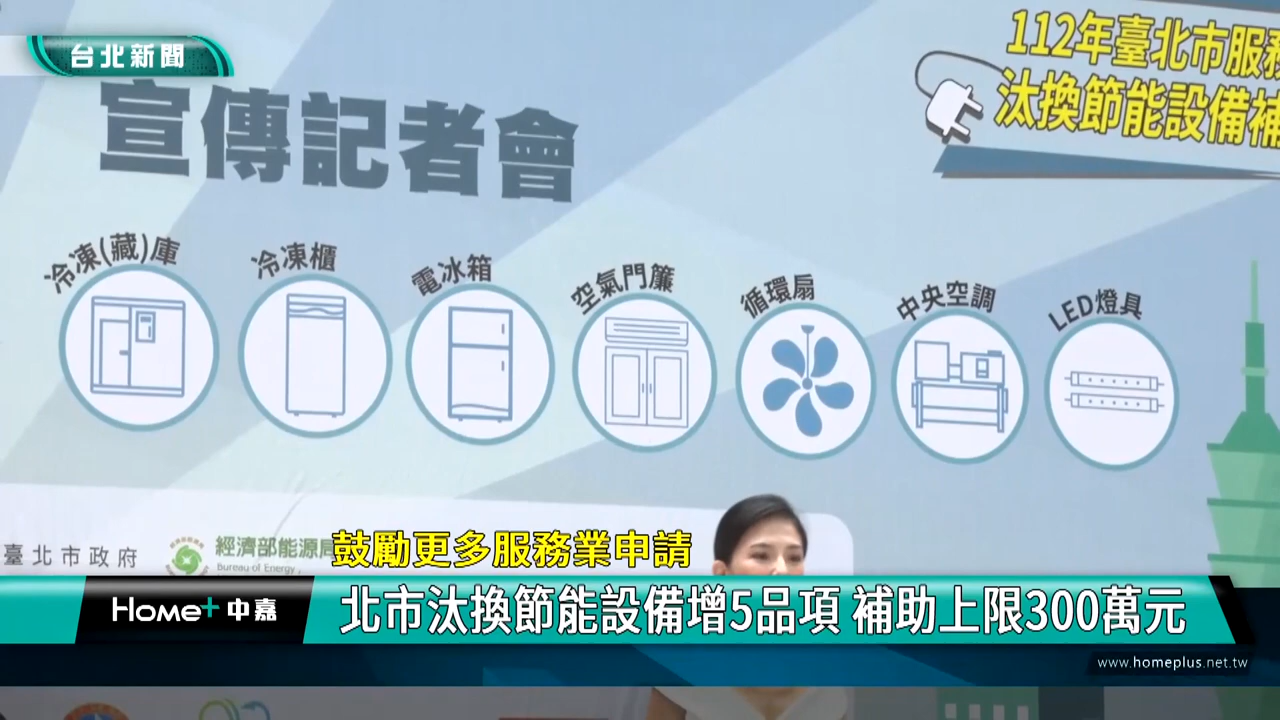 台北新聞
112年臺北市服務
汰換節能設備補
宣傳記者會
冷凍(藏)庫
冷凍櫃
電冰箱
空氣門簾
循環扇
中央空調
LED燈具
臺北市政府
經濟部能源局
Bureau of Energy,
鼓勵更多服務業申請
Home+中嘉
北市汰換節能設備增5品項 補助上限300萬元
www.homeplus.net.tw